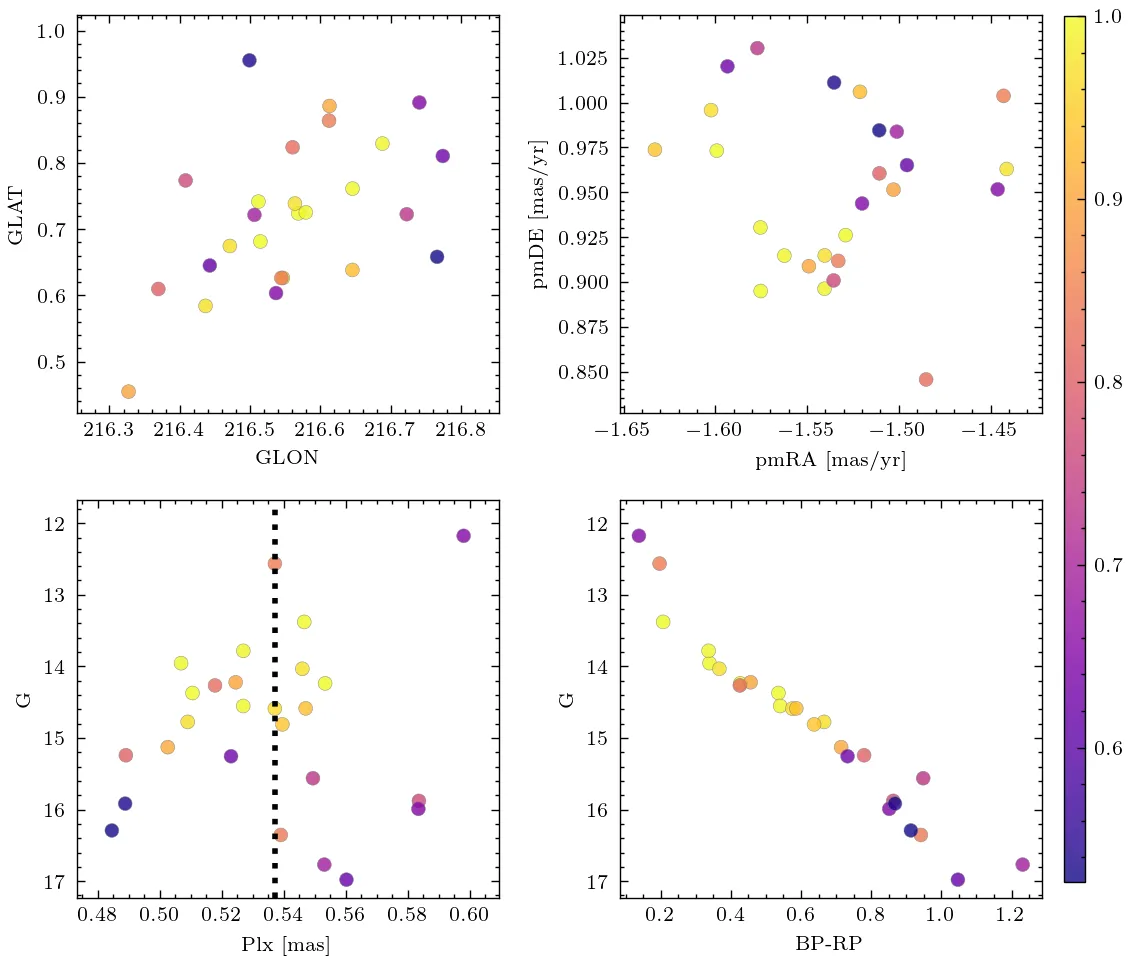 1.0
0.9
0.8
0.7
0.6
0.5
GLAT
216.3 216.4 216.5 216.6 216.7 216.8
GLON
1.025
1.000
0.975
0.950
0.925
0.900
0.875
0.850
pmDE [mas/yr]
−1.65 −1.60 −1.55 −1.50 −1.45
pmRA [mas/yr]
12
13
14
15
16
17
G
0.48 0.50 0.52 0.54 0.56 0.58 0.60
Plx [mas]
12
13
14
15
16
17
G
0.2 0.4 0.6 0.8 1.0 1.2
BP-RP
1.0
0.9
0.8
0.7
0.6